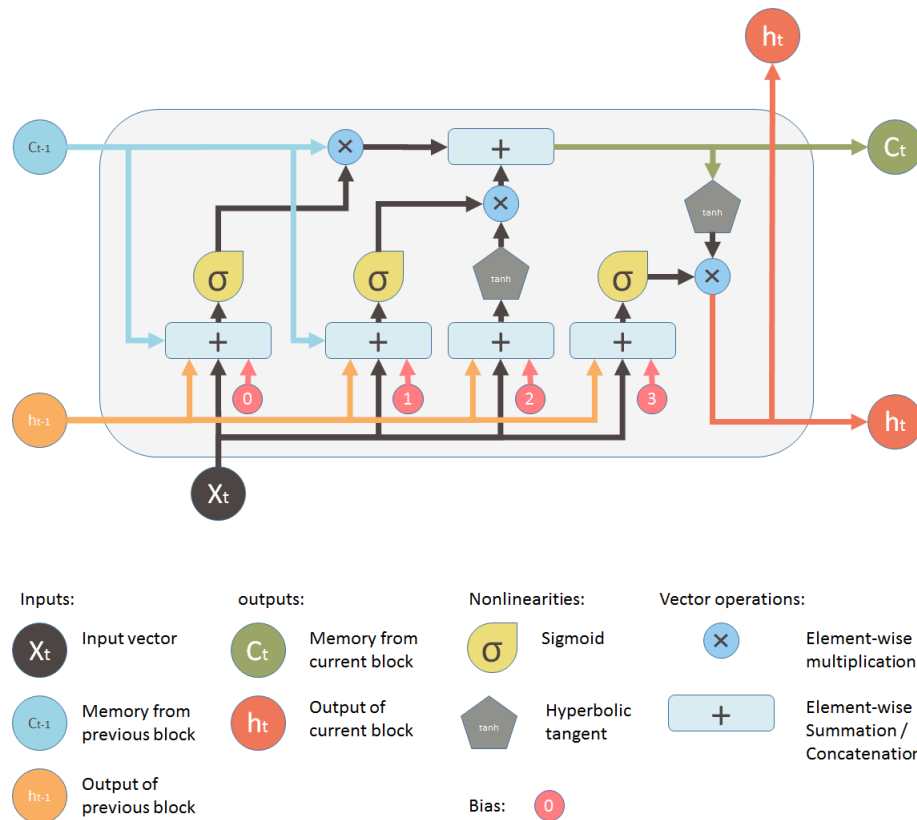 ht
Ct-1
×
+
Ct
tanh
×
σ
σ
tanh
σ
×
+
+
+
+
0
1
2
3
ht-1
ht
Xt
Inputs:
outputs:
Nonlinearities:
Vector operations:
Xt
Input vector
Ct
Memory from
current block
σ
Sigmoid
×
Element-wise
multiplication
Ct-1
Memory from
previous block
ht
Output of
current block
tanh
Hyperbolic
tangent
+
Element-wise
Summation /
Concatenation
ht-1
Output of
previous block
Bias:
0